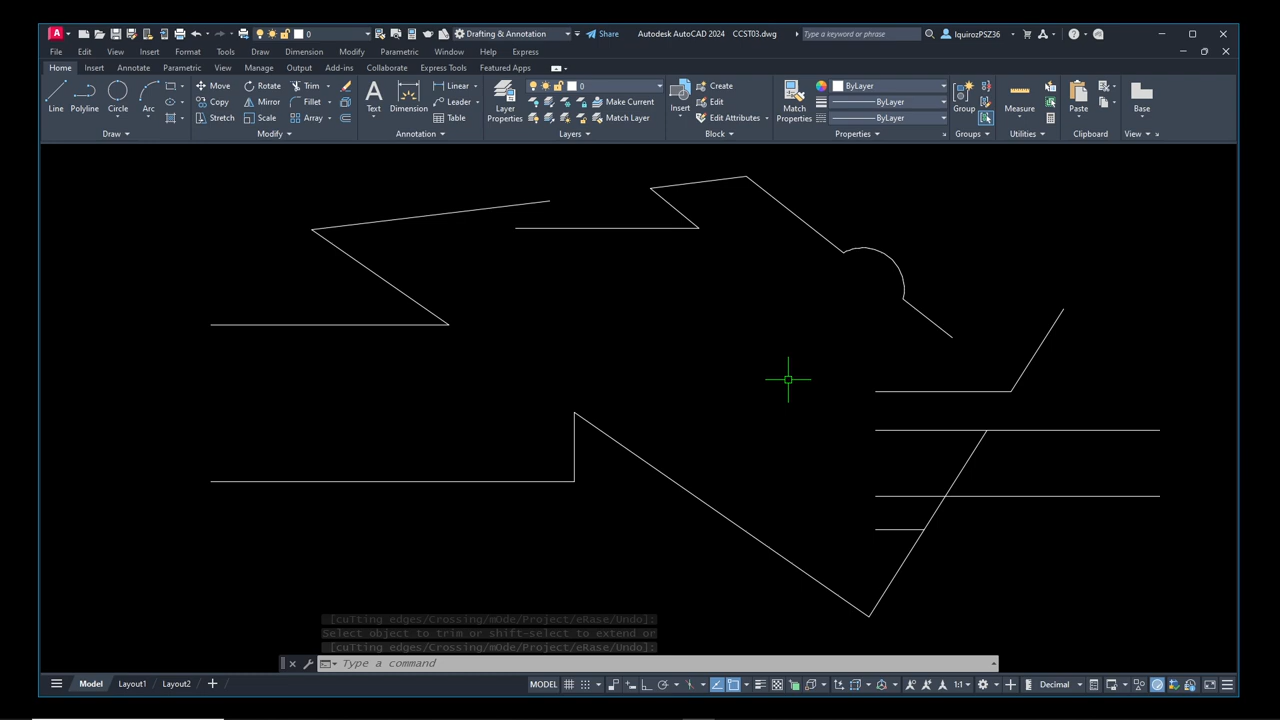 A 0 Drafting & Annotation Share Autodesk AutoCAD 2024 CCST03.dwg Type a keyword or phrase IquirozPSZ36
File Edit View Insert Format Tools Draw Dimension Modify Parametric Window Help Express
Home Insert Annotate Parametric View Manage Output Add-ins Collaborate Express Tools Featured Apps
Move Rotate Trim Linear 0 Create ByLayer
Line Polyline Circle Arc Copy Mirror Fillet Text Dimension Leader Layer Properties Make Current Insert Edit Match Properties ByLayer Group Measure Paste Base
Stretch Scale Array Table Match Layer Edit Attributes ByLayer
Draw Modify Annotation Layers Block Properties Groups Utilities Clipboard View
[cuTting edges/Crossing/mOde/Project/eRase/Undo]:
Select object to trim or shift-select to extend or
[cuTting edges/Crossing/mOde/Project/eRase/Undo]:
Type a command
Model Layout1 Layout2 + MODEL 1:1 Decimal